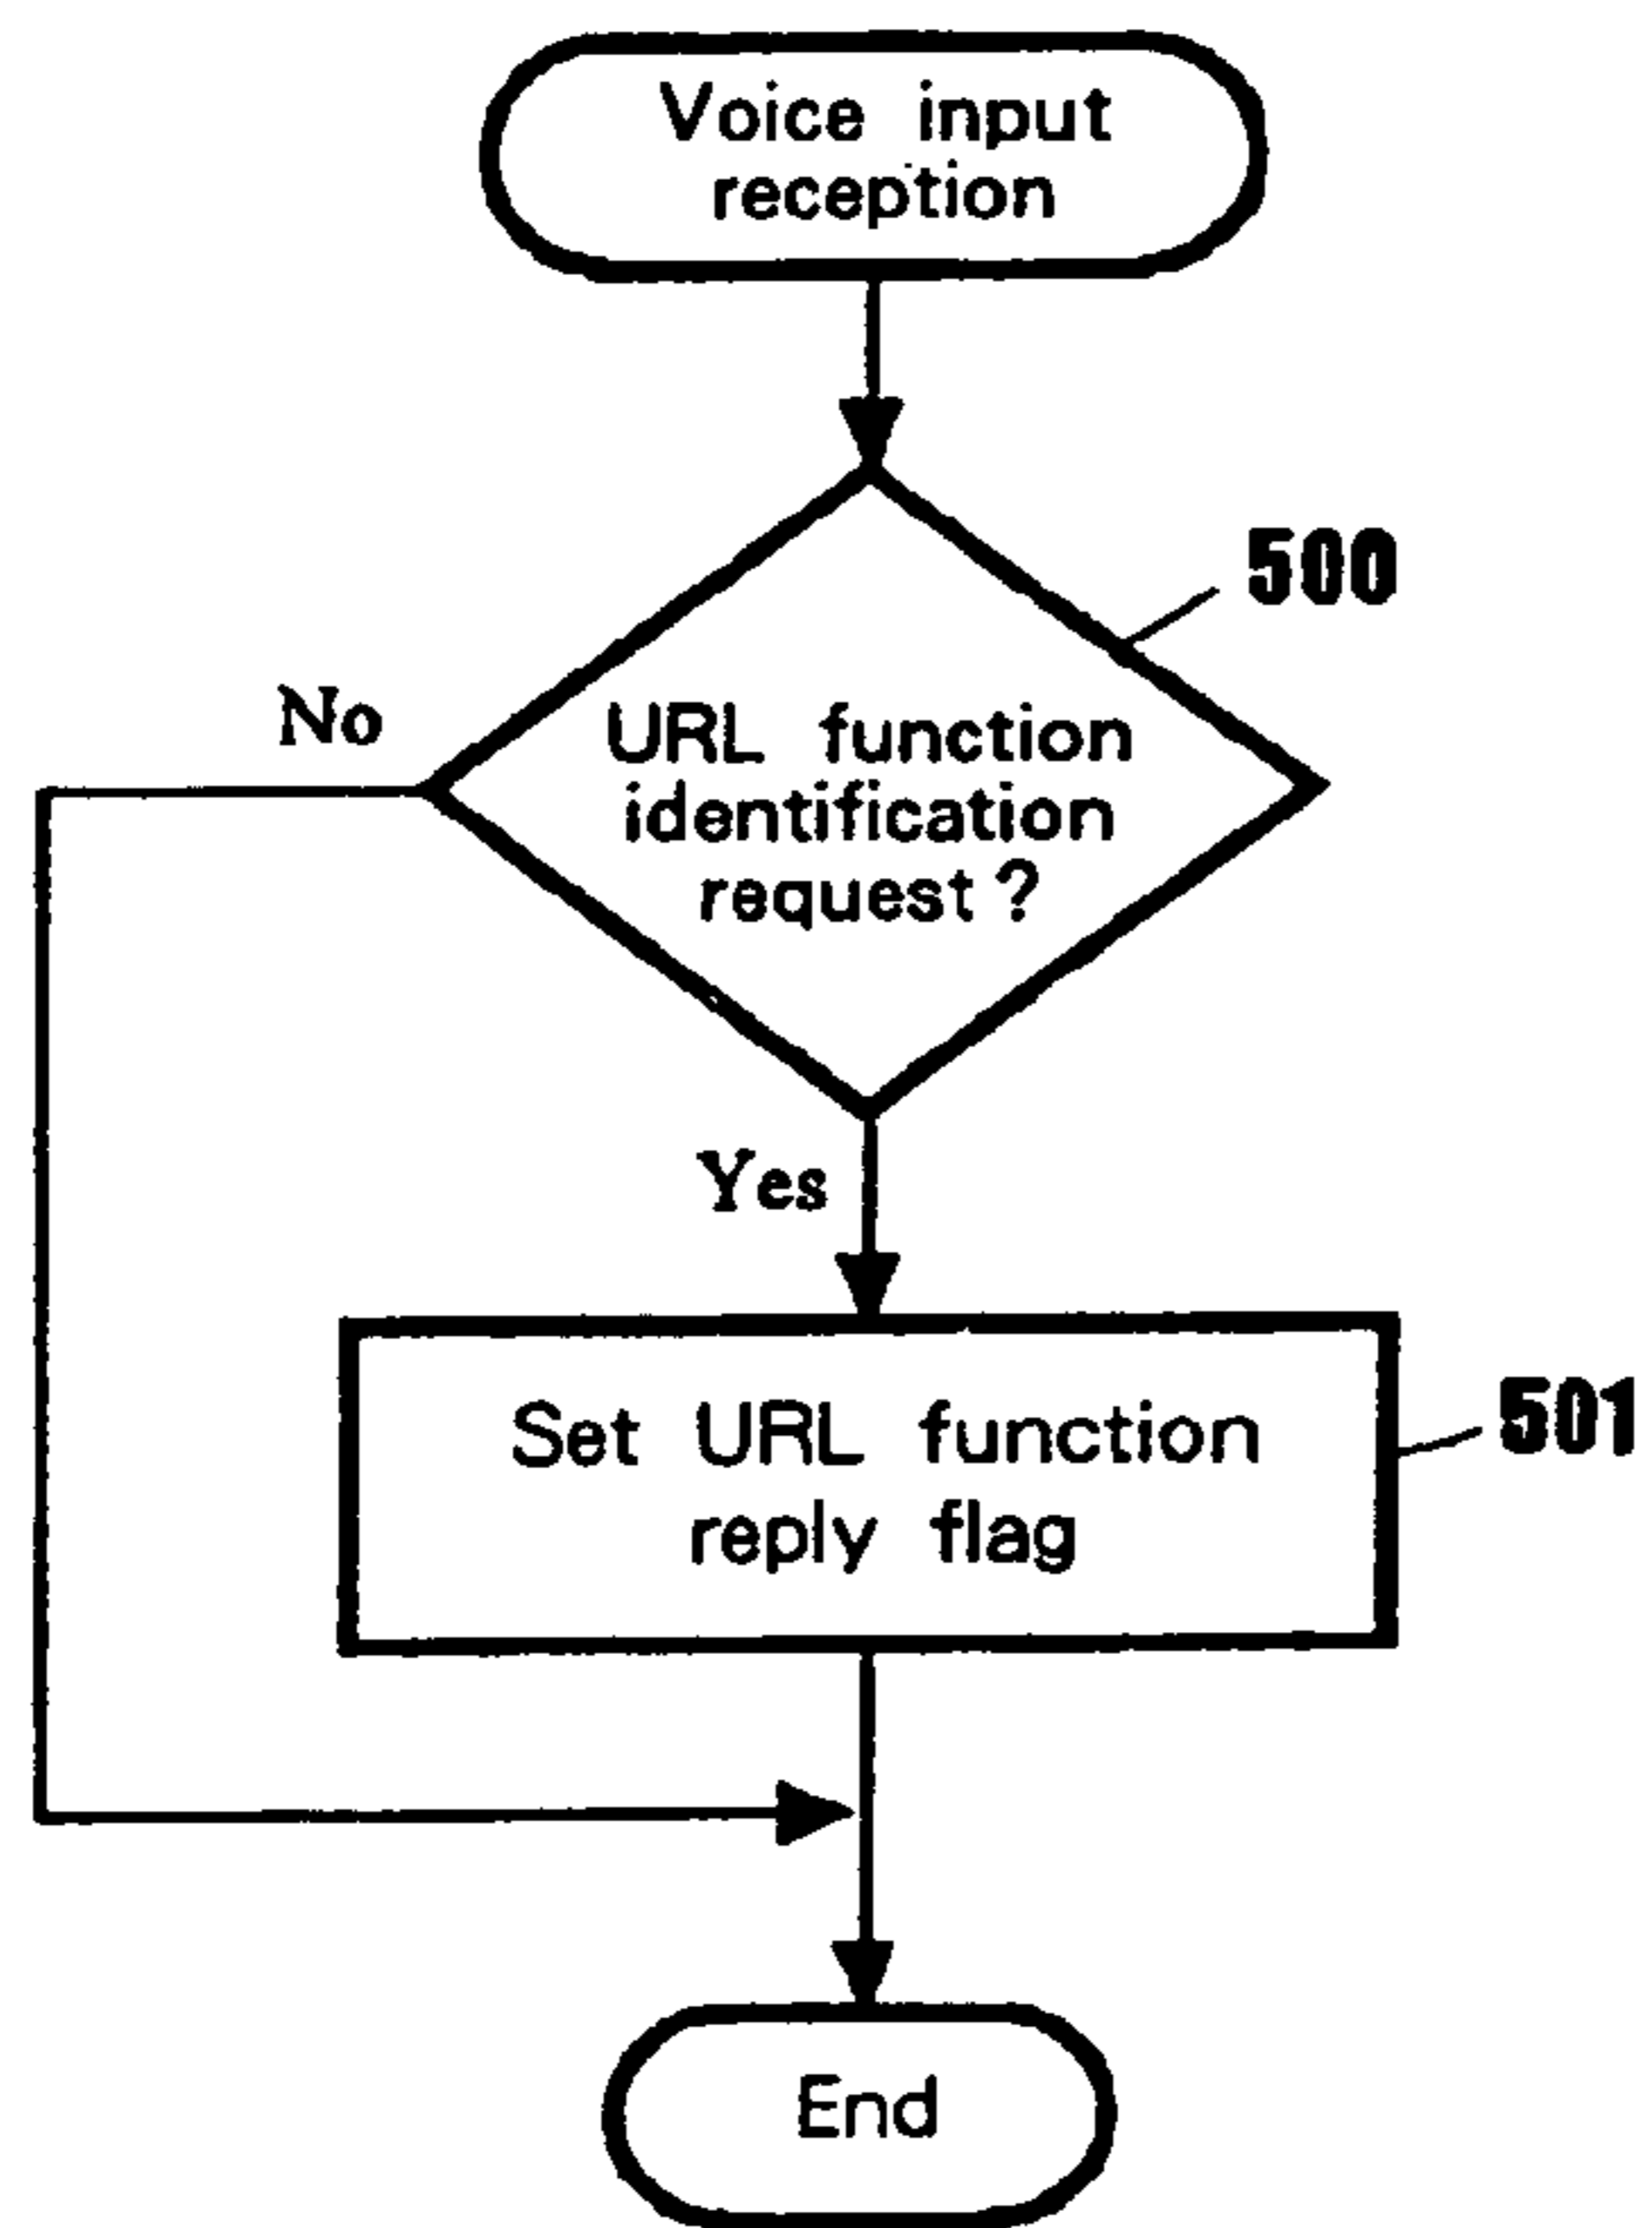 Voice input
reception
500
No
URL function
identification
request ?
Yes
Set URL function
reply flag
501
End